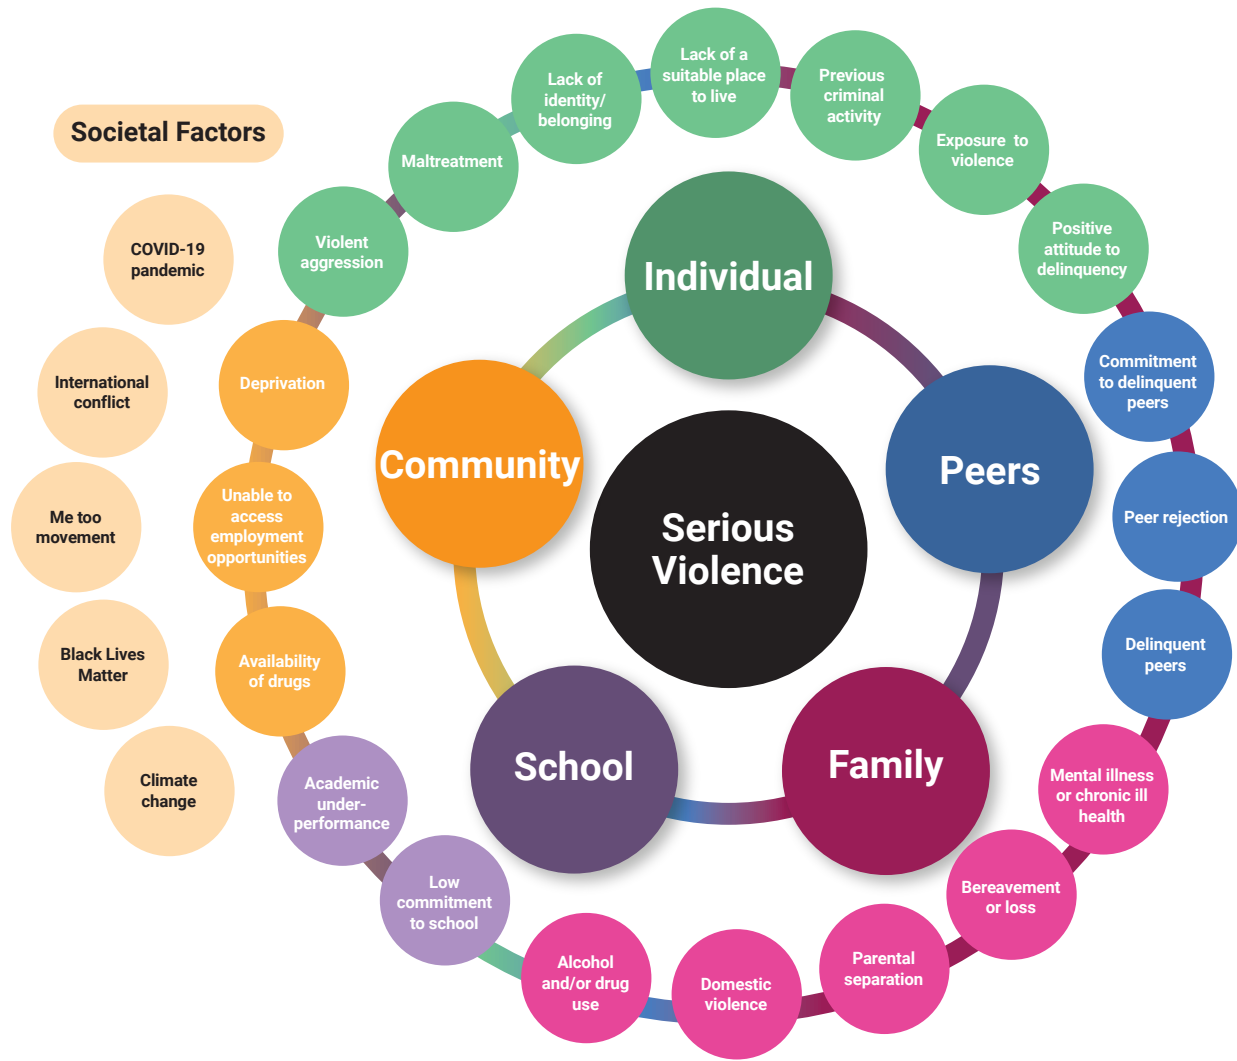 Societal Factors
COVID-19
pandemic
International
conflict
Me too
movement
Black Lives
Matter
Climate
change
Violent
aggression
Maltreatment
Lack of
identity/
belonging
Lack of a
suitable place
to live
Previous
criminal
activity
Exposure to
violence
Positive
attitude to
delinquency
Commitment
to delinquent
peers
Peer rejection
Delinquent
peers
Mental illness
or chronic ill
health
Bereavement
or loss
Parental
separation
Domestic
violence
Alcohol
and/or drug
use
Low
commitment
to school
Academic
under-
performance
Availability
of drugs
Unable to
access
employment
opportunities
Deprivation
Individual
Peers
Family
School
Community
Serious
Violence